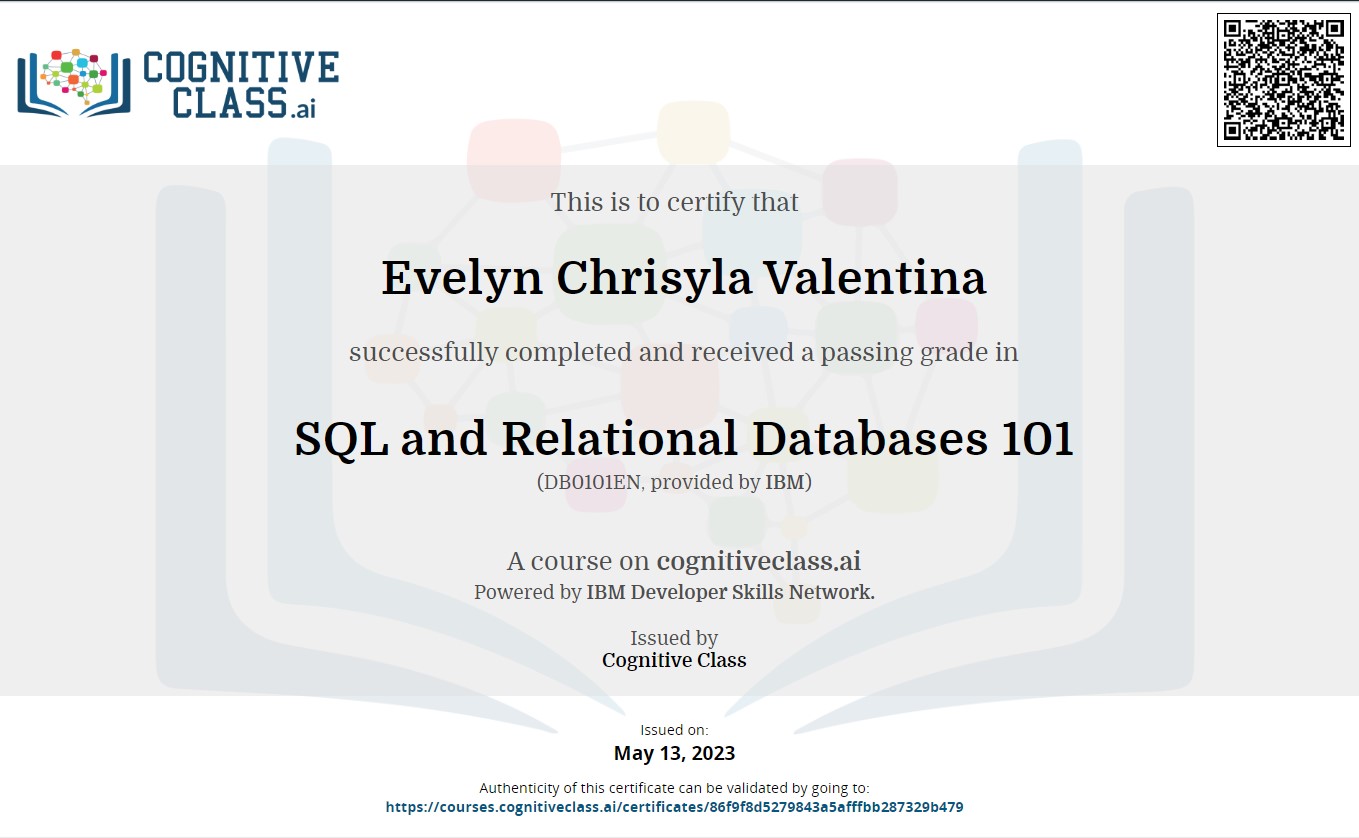 COGNITIVE
CLASS.ai
This is to certify that
Evelyn Chrisyla Valentina
successfully completed and received a passing grade in
SQL and Relational Databases 101
(DB0101EN, provided by IBM)
A course on cognitiveclass.ai
Powered by IBM Developer Skills Network.
Issued by
Cognitive Class
Issued on:
May 13, 2023
Authenticity of this certificate can be validated by going to:
https://courses.cognitiveclass.ai/certificates/86f9f8d5279843a5afffbb287329b479